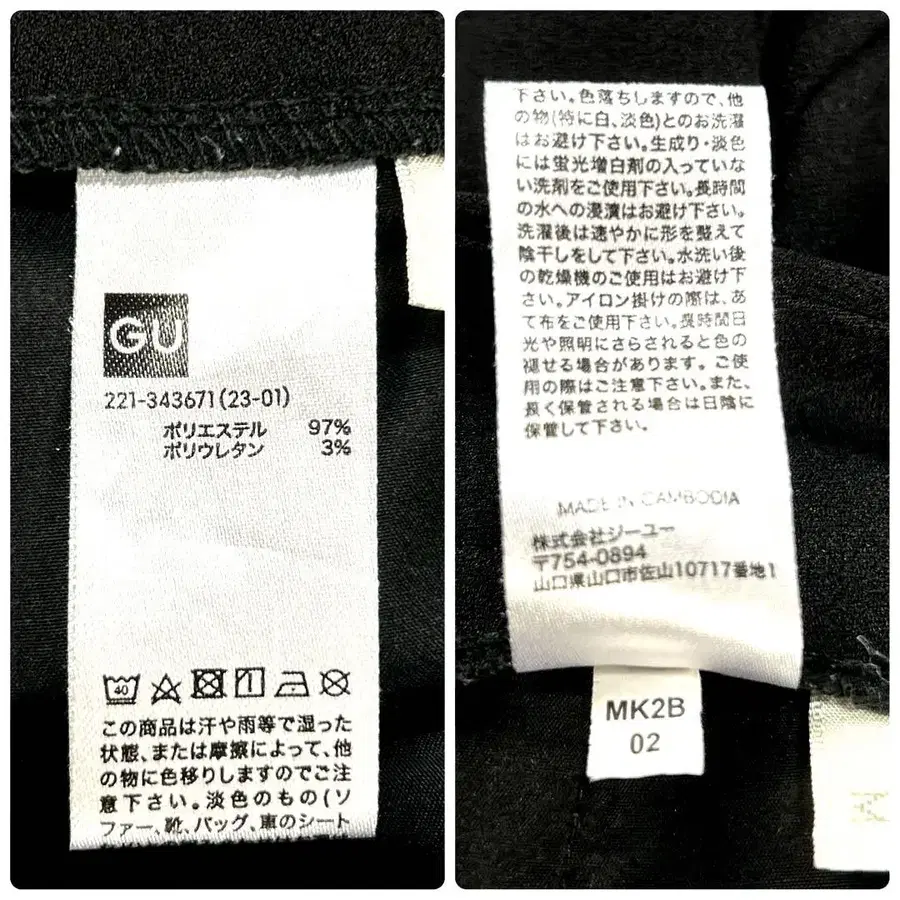 GU
221-343671(23-01)
ポリエステル 97%
ポリウレタン 3%
40
この商品は汗や雨等で湿った
状態、または摩擦によって、他
の物に色移りしますのでご注
意下さい。淡色のもの(ソ
ファー、靴、バッグ、車のシート
下さい。色落ちしますので、他
の物(特に白、淡色)とのお洗濯
はお避け下さい。生成り・淡色
には蛍光増白剤の入っていな
い洗剤をご使用下さい。長時間
の水への浸漬はお避け下さい。
洗濯後は速やかに形を整えて
陰干しをして下さい。水洗い後
の乾燥機のご使用はお避け下
さい。アイロン掛けの際は、あ
て布をご使用下さい。長時間日
光や照明にさらされると色の
褪せる場合があります。ご使
用の際はご注意下さい。また、
長く保管される場合は日陰に
保管して下さい。
MADE IN CAMBODIA
株式会社ジーユー
〒754-0894
山口県山口市佐山10717番地1
MK2B
02
M